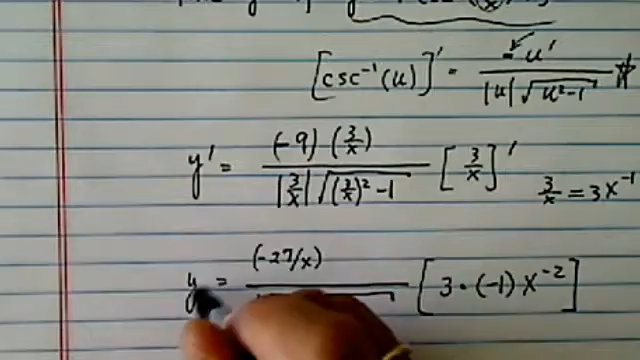 [csc⁻¹(u)]' = -u' / |u|√u²-1
y' = (-9)(3/x) / |3/x|√(3/x)²-1 [3/x]'
3/x = 3x⁻¹
y = (-27/x) / [3·(-1)x⁻²]